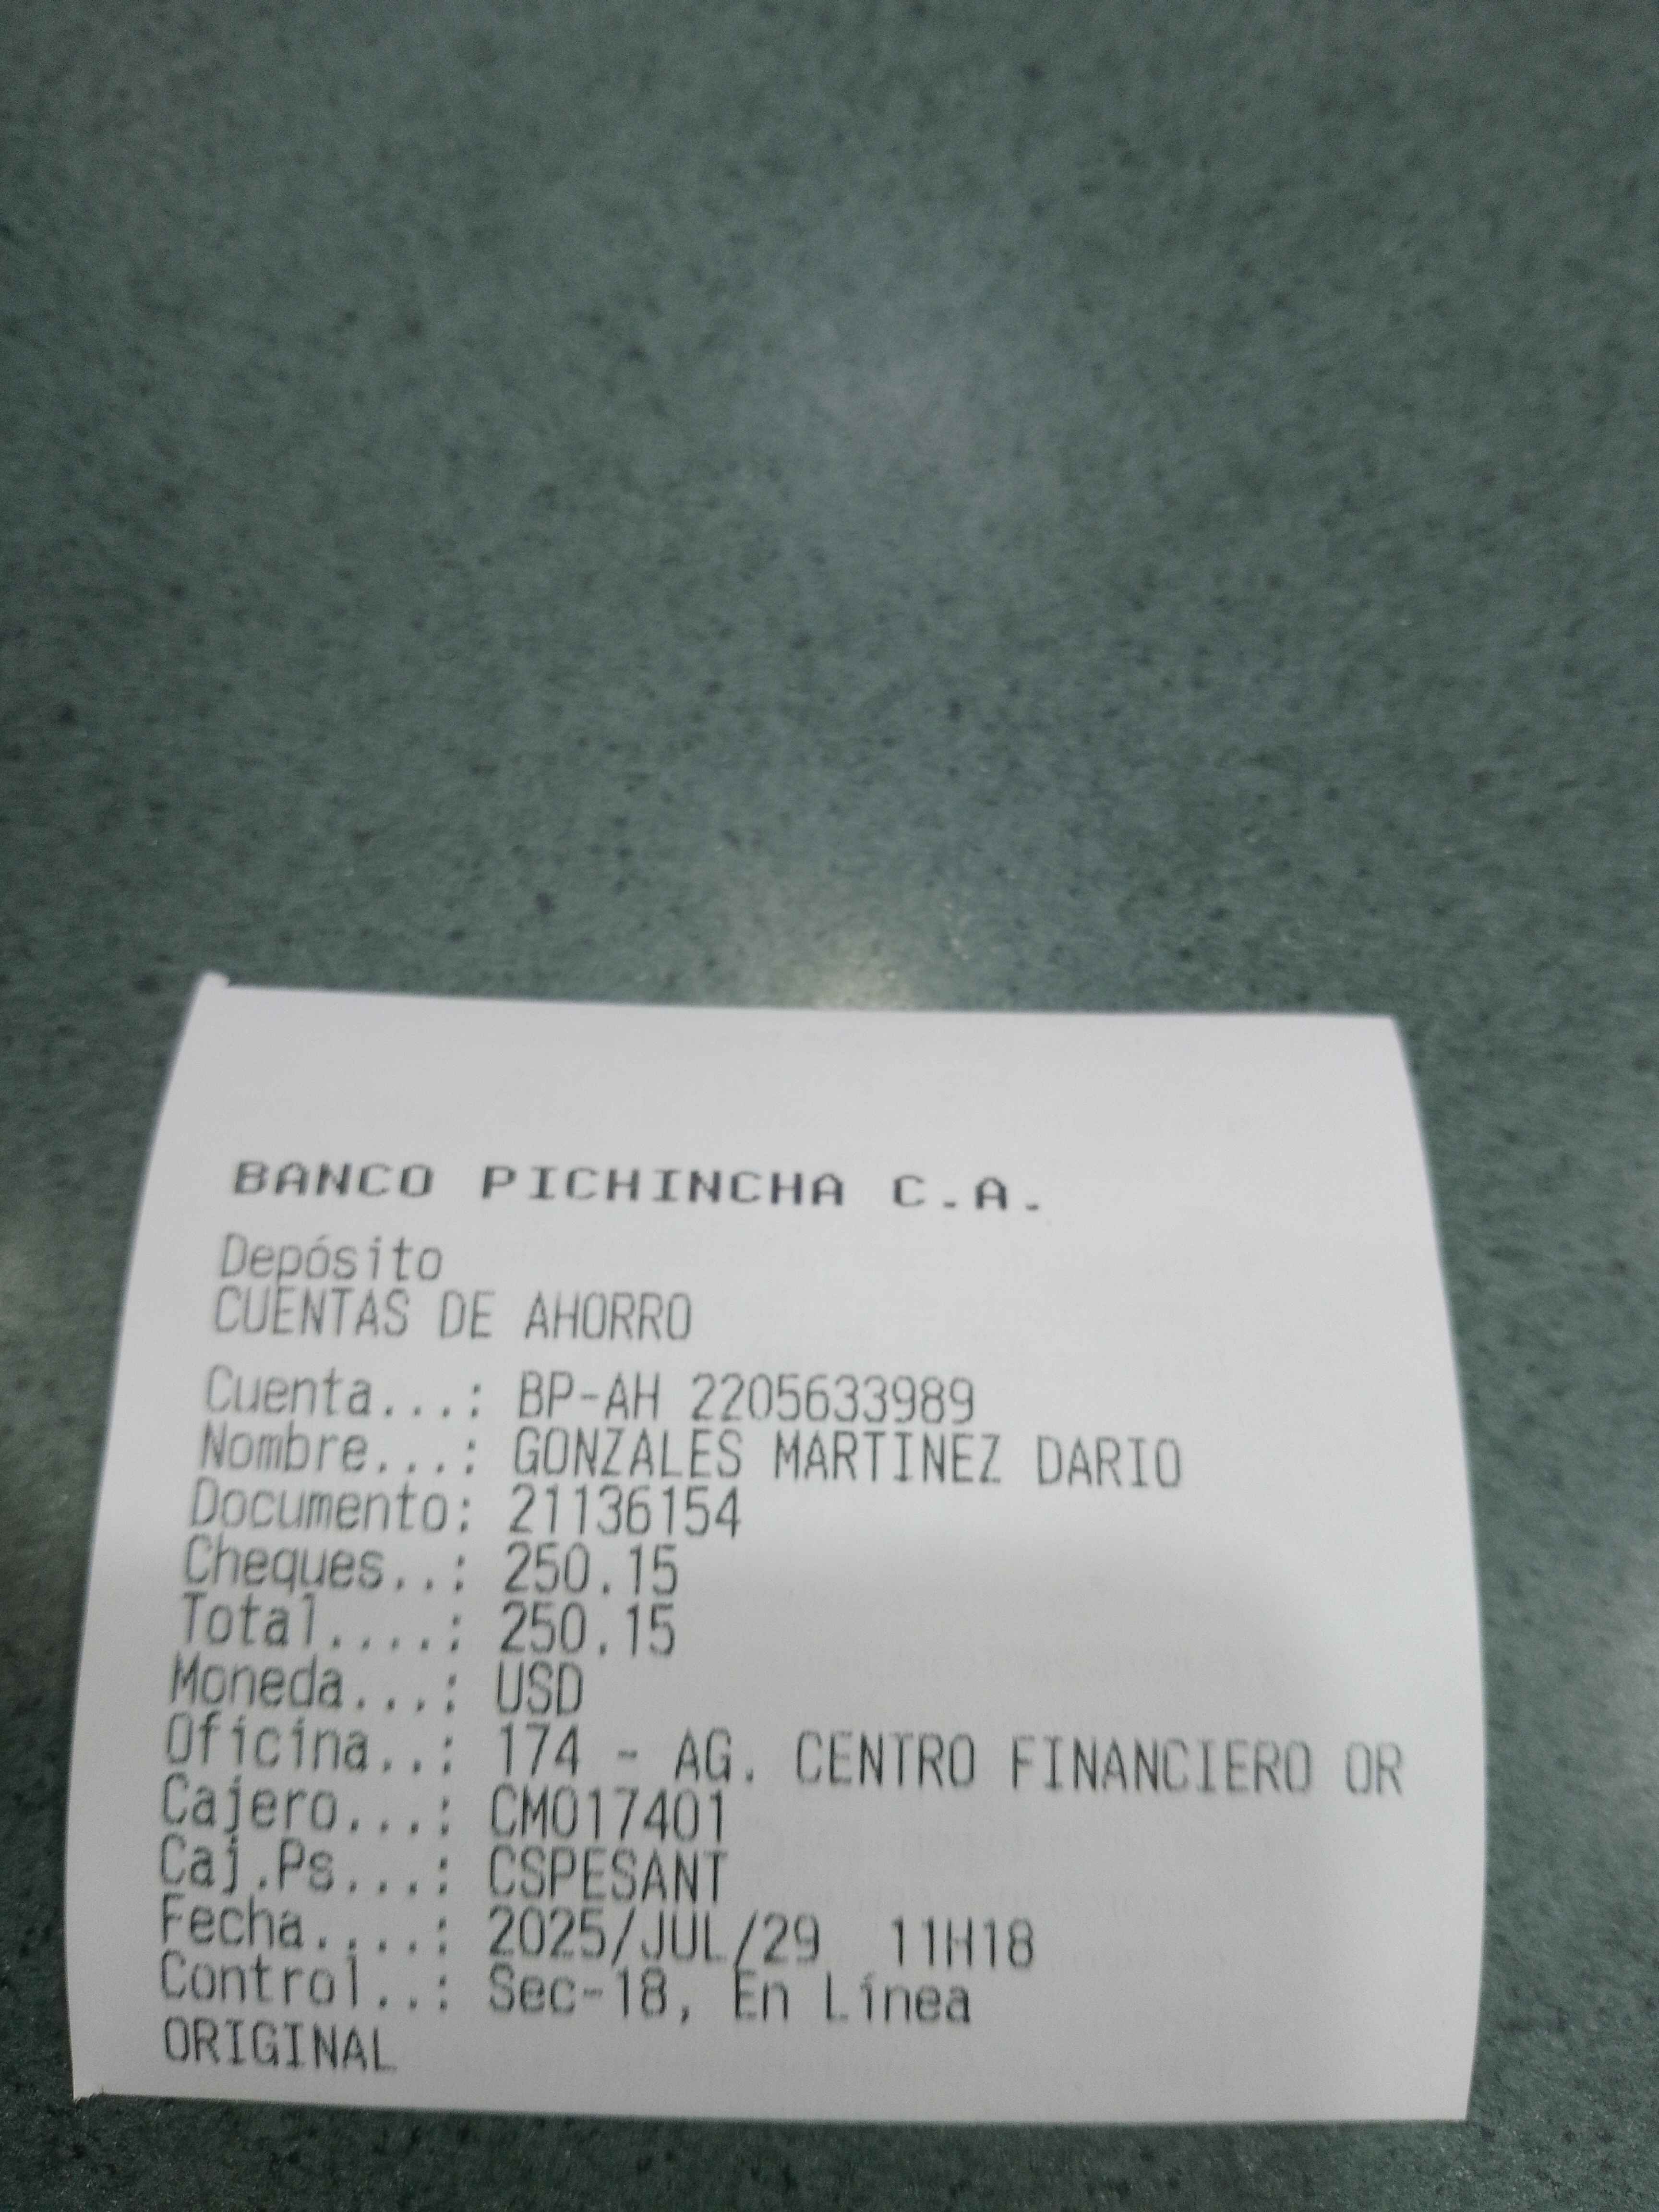 BANCO PICHINCHA C.A.
Depósito
CUENTAS DE AHORRO
Cuenta...: BP-AH 2205633989
Nombre...: GONZALES MARTINEZ DARIO
Documento: 21136154
Cheques..: 250.15
Total....: 250.15
Moneda...: USD
Oficina..: 174 - AG. CENTRO FINANCIERO OR
Cajero...: CM017401
Caj.Ps...: CSPESANT
Fecha....: 2025/JUL/29 11H18
Control..: Sec-18, En Línea
ORIGINAL